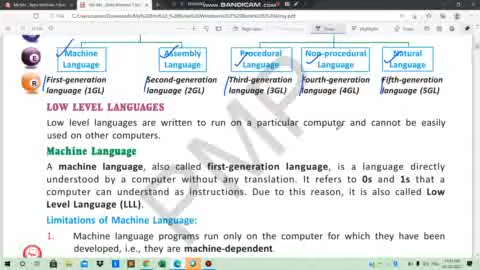 www.BANDICAM.com
Machine Language
Assembly Language
Procedural Language
Non-procedural Language
Natural Language
First-generation language (1GL)
Second-generation language (2GL)
Third-generation language (3GL)
Fourth-generation language (4GL)
Fifth-generation language (5GL)
LOW LEVEL LANGUAGES
Low level languages are written to run on a particular computer and cannot be easily
used on other computers.
Machine Language
A machine language, also called first-generation language, is a language directly
understood by a computer without any translation. It refers to 0s and 1s that a
computer can understand as instructions. Due to this reason, it is also called Low
Level Language (LLL).
Limitations of Machine Language:
1. Machine language programs run only on the computer for which they have been
developed, i.e., they are machine-dependent.
PMP